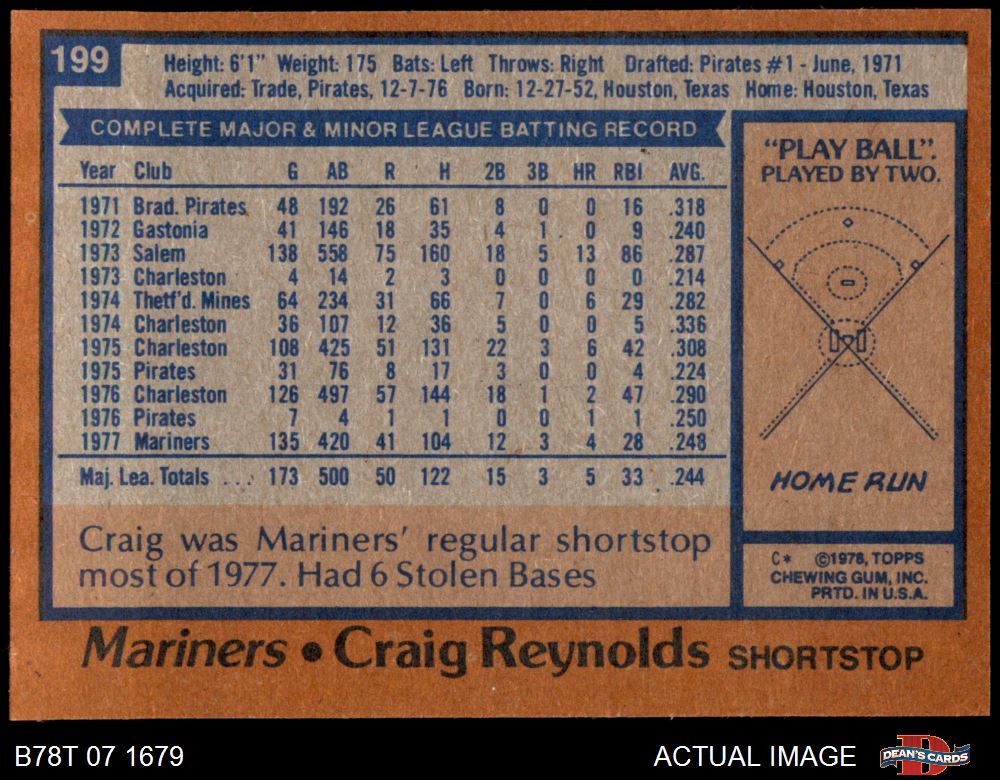 199
Height: 6'1" Weight: 175 Bats: Left Throws: Right Drafted: Pirates #1 - June, 1971
Acquired: Trade, Pirates, 12-7-76 Born: 12-27-52, Houston, Texas Home: Houston, Texas
COMPLETE MAJOR & MINOR LEAGUE BATTING RECORD
Year Club G AB R H 2B 3B HR RBI AVG.
1971 Brad. Pirates 48 192 26 61 8 0 0 16 .318
1972 Gastonia 41 146 18 35 4 1 0 9 .240
1973 Salem 138 558 75 160 18 5 13 86 .287
1973 Charleston 4 14 2 3 0 0 0 0 .214
1974 Thetf'd. Mines 64 234 31 66 7 0 6 29 .282
1974 Charleston 36 107 12 36 5 0 0 5 .336
1975 Charleston 108 425 51 131 22 3 6 42 .308
1975 Pirates 31 76 8 17 3 0 0 4 .224
1976 Charleston 126 497 57 144 18 1 2 47 .290
1976 Pirates 7 4 1 1 0 0 1 1 .250
1977 Mariners 135 420 41 104 12 3 4 28 .248
Maj. Lea. Totals ... 173 500 50 122 15 3 5 33 .244
Craig was Mariners' regular shortstop
most of 1977. Had 6 Stolen Bases
"PLAY BALL".
PLAYED BY TWO.
HOME RUN
C* ©1978, TOPPS
CHEWING GUM, INC.
PRTD. IN U.S.A.
Mariners • Craig Reynolds SHORTSTOP
B78T 07 1679
ACTUAL IMAGE
DEAN'S CARDS